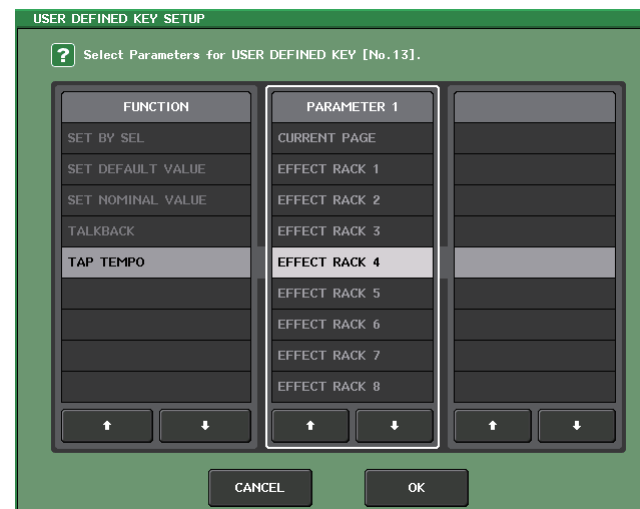 USER DEFINED KEY SETUP
? Select Parameters for USER DEFINED KEY [No.13].
FUNCTION
SET BY SEL
SET DEFAULT VALUE
SET NOMINAL VALUE
TALKBACK
TAP TEMPO
PARAMETER 1
CURRENT PAGE
EFFECT RACK 1
EFFECT RACK 2
EFFECT RACK 3
EFFECT RACK 4
EFFECT RACK 5
EFFECT RACK 6
EFFECT RACK 7
EFFECT RACK 8
CANCEL
OK